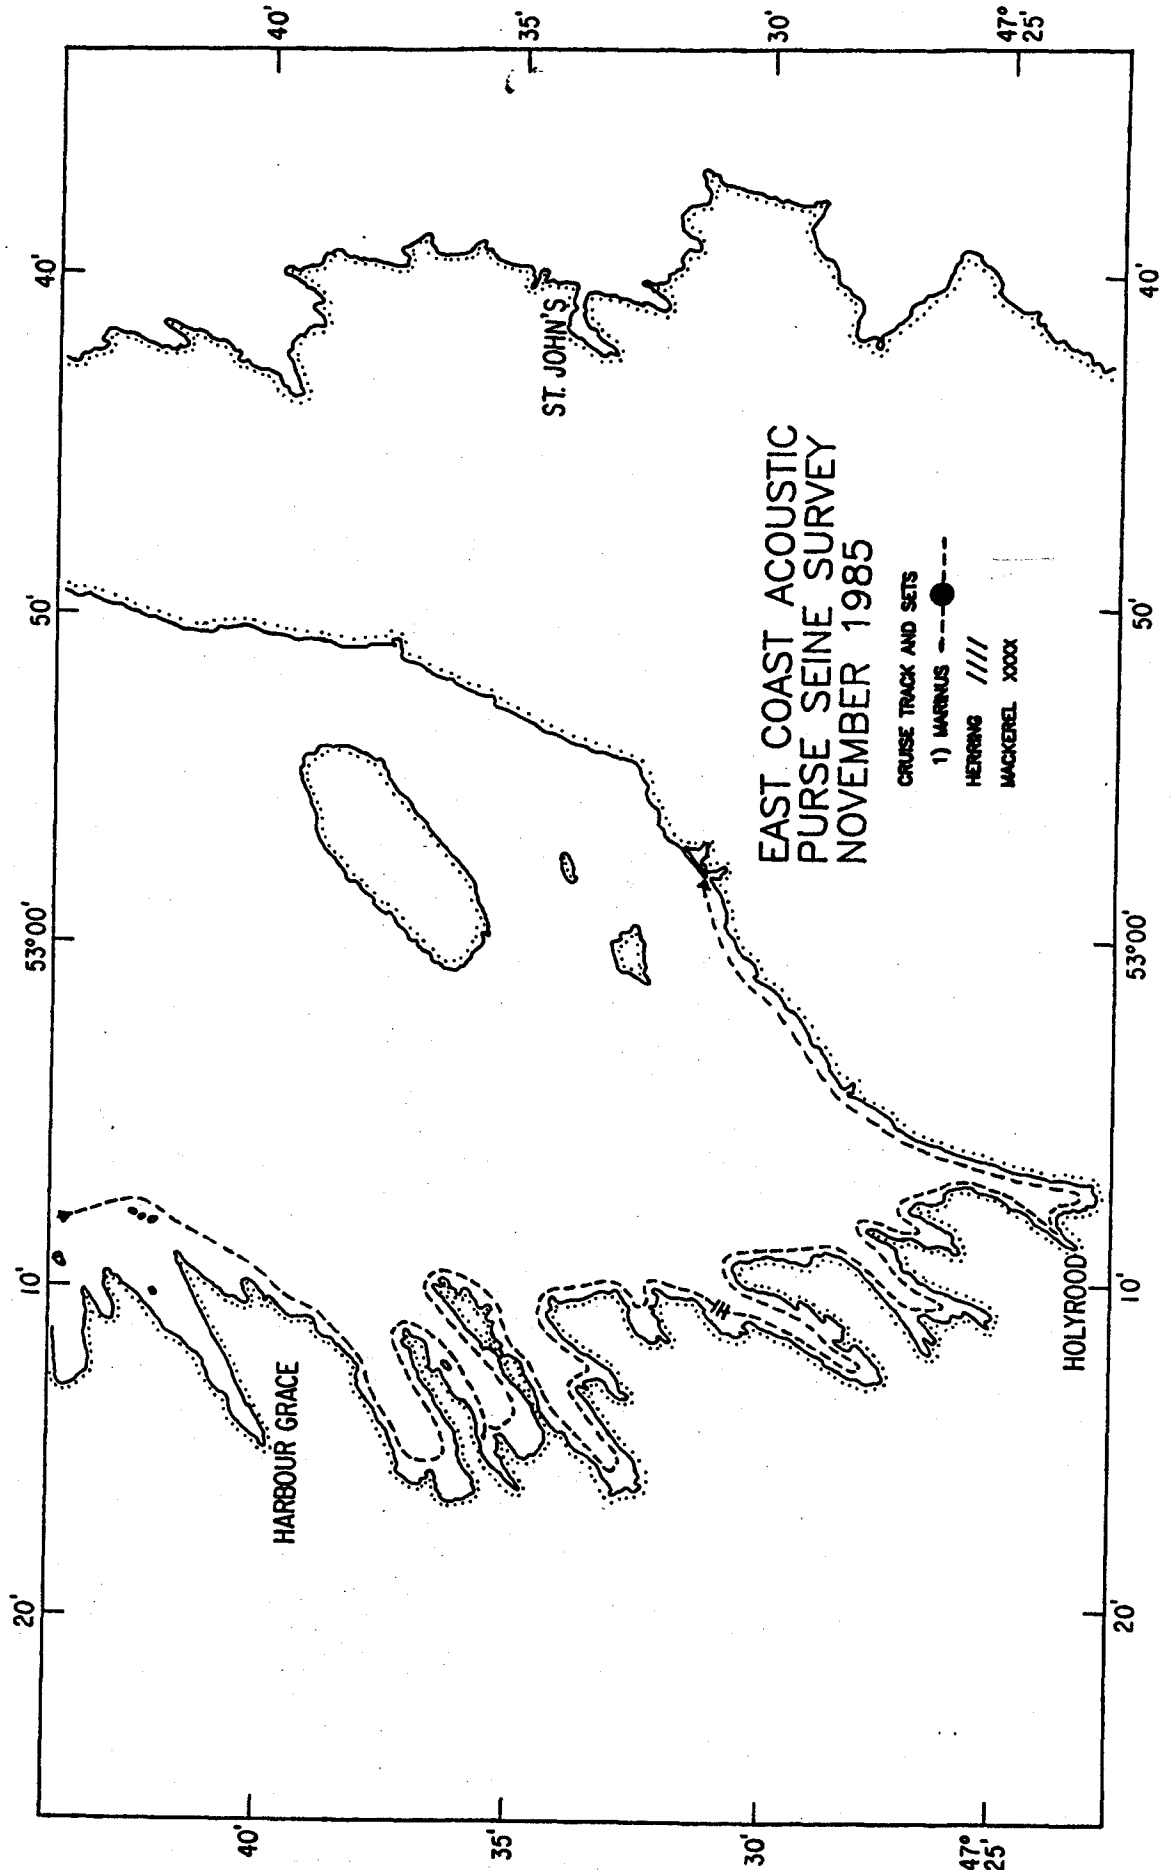 EAST COAST ACOUSTIC
PURSE SEINE SURVEY
NOVEMBER 1985
CRUISE TRACK AND SETS
1) MARINUS
HERRING ////
MACKEREL XXXX
ST. JOHN'S
HARBOUR GRACE
HOLYROOD
20'
10'
53°00'
50'
40'
40'
35'
30'
47°
25'
40'
35'
30'
47°
25'
20'
10'
53°00'
50'
40'